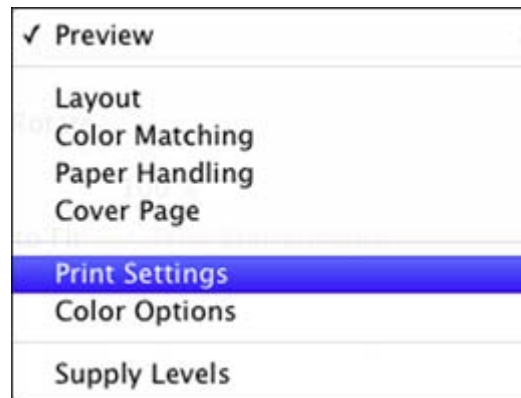 ✓ Preview
Layout
Color Matching
Paper Handling
Cover Page
Print Settings
Color Options
Supply Levels